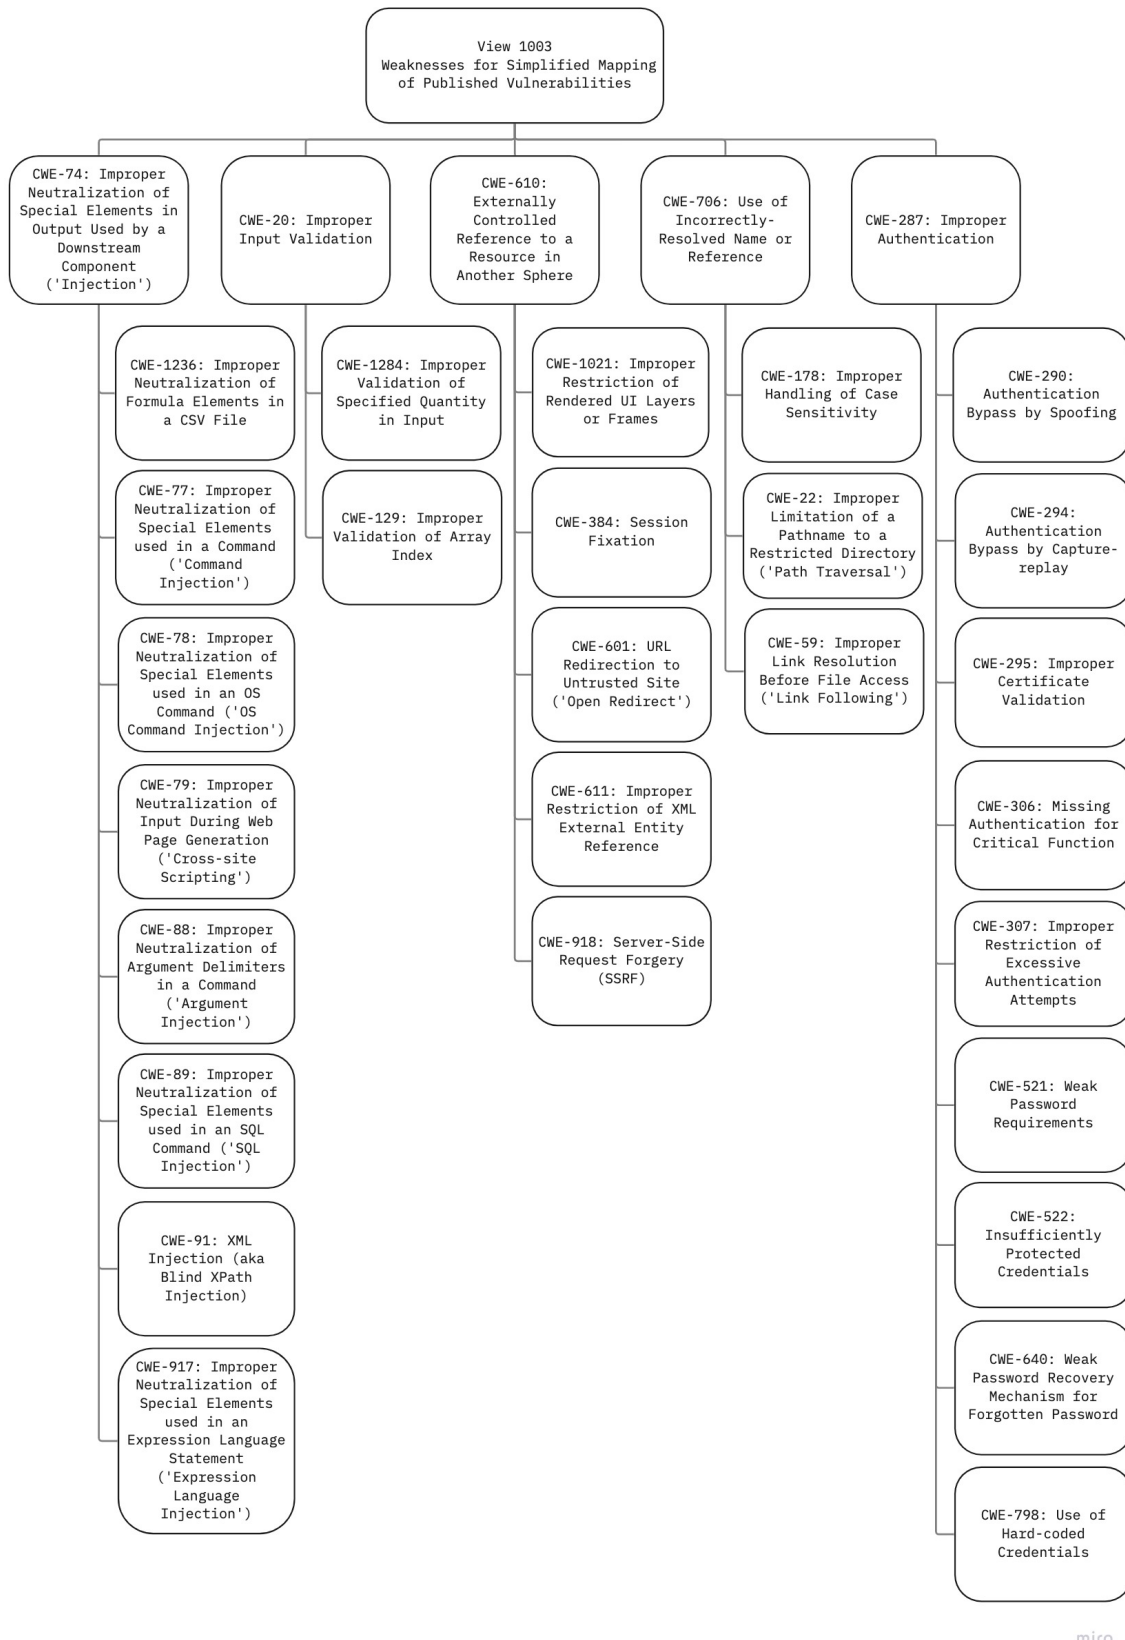 View 1003
Weaknesses for Simplified Mapping
of Published Vulnerabilities
CWE-74: Improper
Neutralization of
Special Elements in
Output Used by a
Downstream
Component
('Injection')
CWE-20: Improper
Input Validation
CWE-610:
Externally
Controlled
Reference to a
Resource in
Another Sphere
CWE-706: Use of
Incorrectly-
Resolved Name or
Reference
CWE-287: Improper
Authentication
CWE-1236: Improper
Neutralization of
Formula Elements in
a CSV File
CWE-77: Improper
Neutralization of
Special Elements
used in a Command
('Command
Injection')
CWE-78: Improper
Neutralization of
Special Elements
used in an OS
Command ('OS
Command Injection')
CWE-79: Improper
Neutralization of
Input During Web
Page Generation
('Cross-site
Scripting')
CWE-88: Improper
Neutralization of
Argument Delimiters
in a Command
('Argument
Injection')
CWE-89: Improper
Neutralization of
Special Elements
used in an SQL
Command ('SQL
Injection')
CWE-91: XML
Injection (aka
Blind XPath
Injection)
CWE-917: Improper
Neutralization of
Special Elements
used in an
Expression Language
Statement
('Expression
Language
Injection')
CWE-1284: Improper
Validation of
Specified Quantity
in Input
CWE-129: Improper
Validation of Array
Index
CWE-1021: Improper
Restriction of
Rendered UI Layers
or Frames
CWE-384: Session
Fixation
CWE-601: URL
Redirection to
Untrusted Site
('Open Redirect')
CWE-611: Improper
Restriction of XML
External Entity
Reference
CWE-918: Server-Side
Request Forgery
(SSRF)
CWE-178: Improper
Handling of Case
Sensitivity
CWE-22: Improper
Limitation of a
Pathname to a
Restricted Directory
('Path Traversal')
CWE-59: Improper
Link Resolution
Before File Access
('Link Following')
CWE-290:
Authentication
Bypass by Spoofing
CWE-294:
Authentication
Bypass by Capture-
replay
CWE-295: Improper
Certificate
Validation
CWE-306: Missing
Authentication for
Critical Function
CWE-307: Improper
Restriction of
Excessive
Authentication
Attempts
CWE-521: Weak
Password
Requirements
CWE-522:
Insufficiently
Protected
Credentials
CWE-640: Weak
Password Recovery
Mechanism for
Forgotten Password
CWE-798: Use of
Hard-coded
Credentials
miro